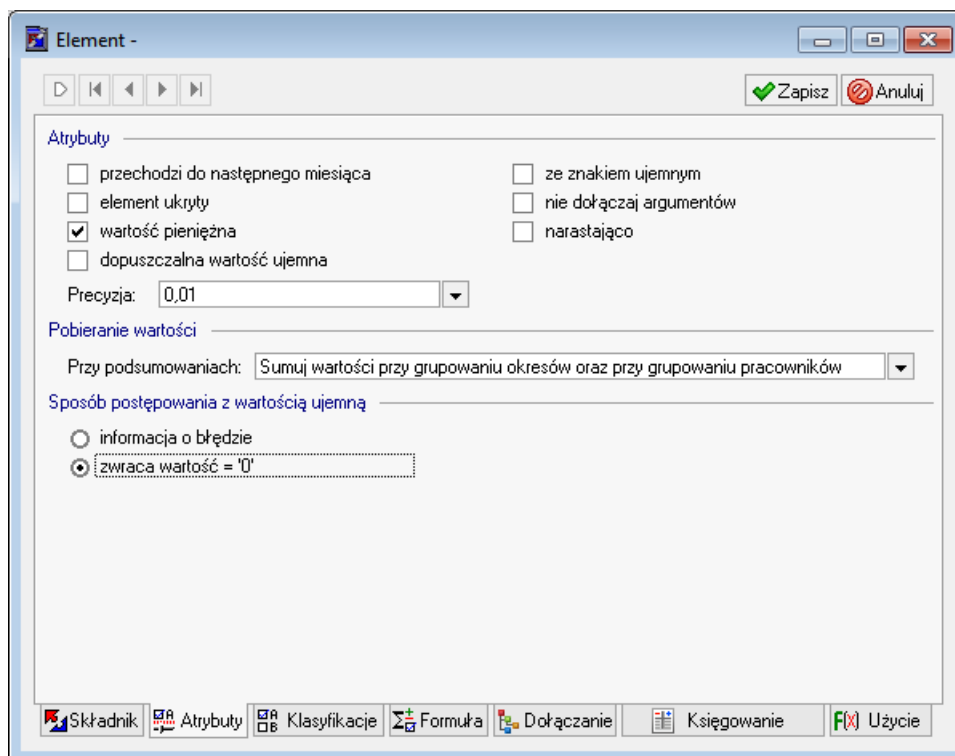 Element -
Zapisz Anuluj
Atrybuty
przechodzi do następnego miesiąca ze znakiem ujemnym
element ukryty nie dołączaj argumentów
wartość pieniężna narastająco
dopuszczalna wartość ujemna
Precyzja: 0,01
Pobieranie wartości
Przy podsumowaniach: Sumuj wartości przy grupowaniu okresów oraz przy grupowaniu pracowników
Sposób postępowania z wartością ujemną
informacja o błędzie
zwraca wartość = '0'
Składnik Atrybuty Klasyfikacje Formuła Dołączanie Księgowanie F(X) Użycie